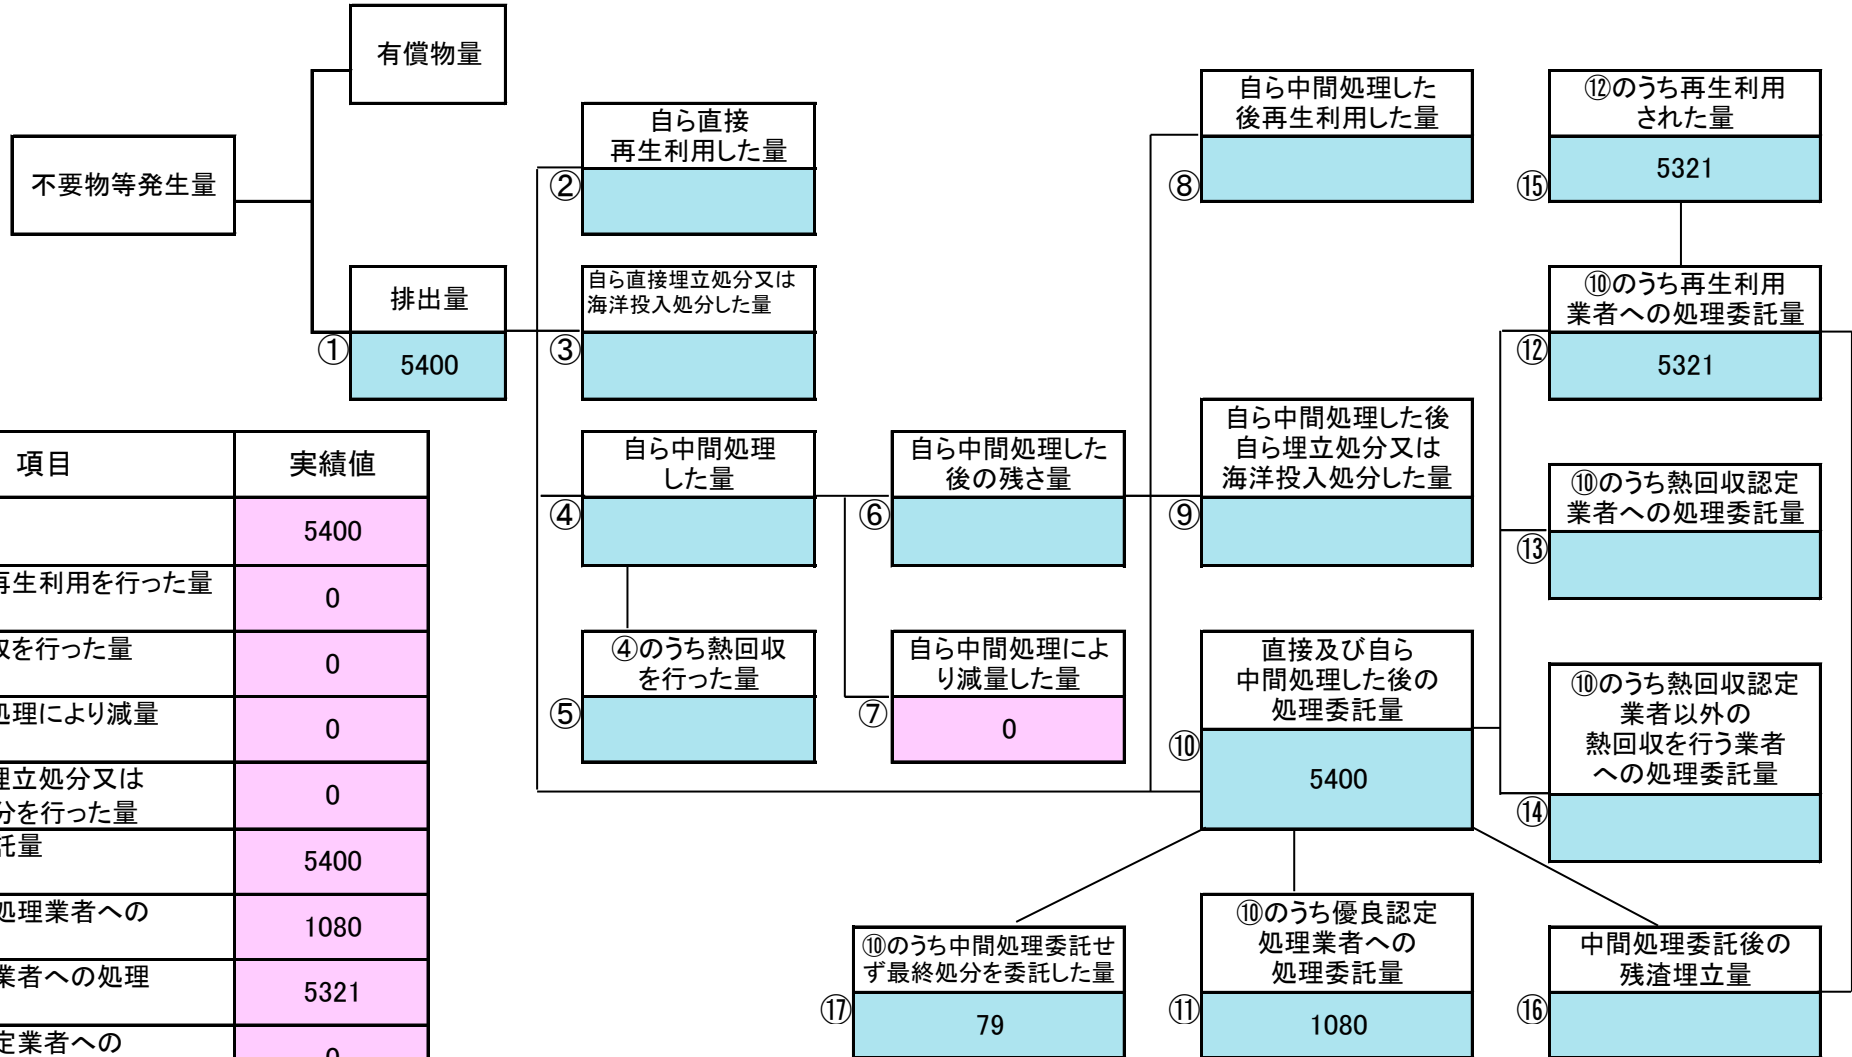 有償物量
不要物等発生量
排出量
①
5400
自ら直接
再生利用した量
②
自ら直接埋立処分又は
海洋投入処分した量
③
自ら中間処理
した量
④
④のうち熱回収
を行った量
⑤
自ら中間処理した
後の残さ量
⑥
自ら中間処理によ
り減量した量
⑦
0
自ら中間処理した
後再生利用した量
⑧
自ら中間処理した後
自ら埋立処分又は
海洋投入処分した量
⑨
直接及び自ら
中間処理した後の
処理委託量
⑩
5400
⑫のうち再生利用
された量
⑮
5321
⑩のうち再生利用
業者への処理委託量
⑫
5321
⑩のうち熱回収認定
業者への処理委託量
⑬
⑩のうち熱回収認定
業者以外の
熱回収を行う業者
への処理委託量
⑭
⑩のうち中間処理委託せ
ず最終処分を委託した量
⑰
79
⑩のうち優良認定
処理業者への
処理委託量
⑪
1080
中間処理委託後の
残渣埋立量
⑯
項目 実績値
5400
再生利用を行った量 0
収を行った量 0
処理により減量 0
埋立処分又は
分を行った量 0
託量 5400
処理業者への 1080
業者への処理 5321
定業者への 0